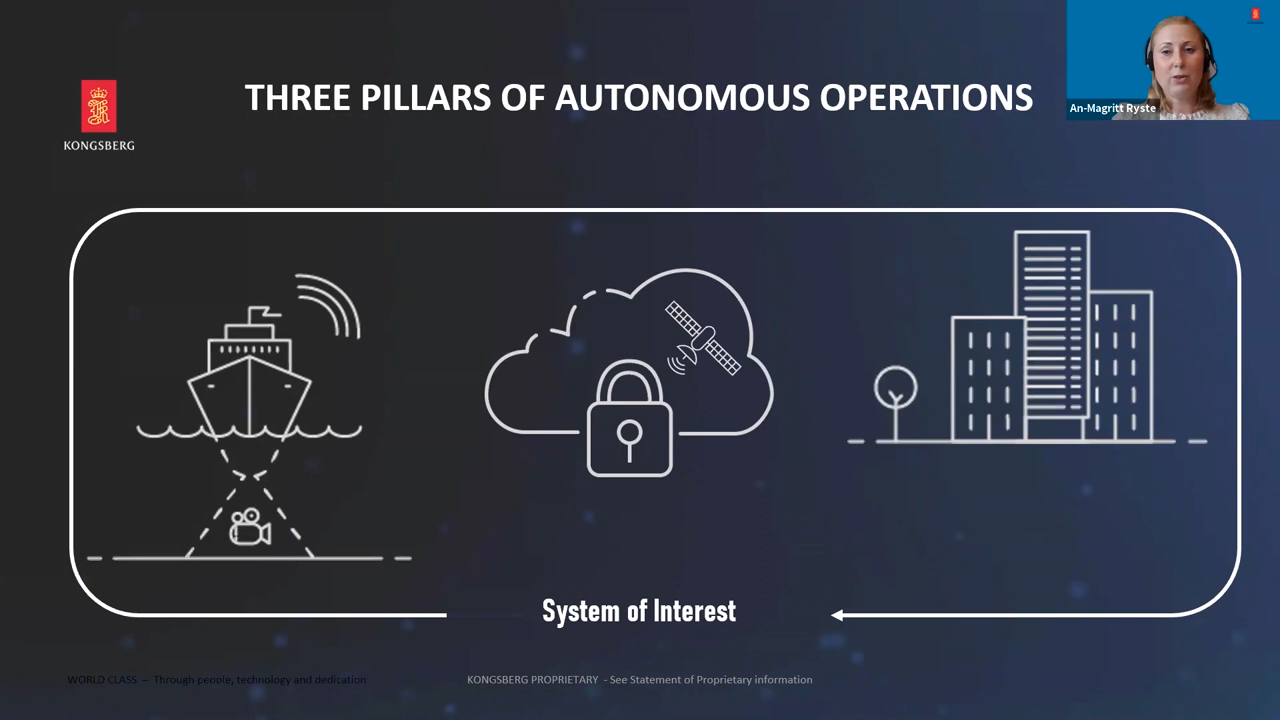 THREE PILLARS OF AUTONOMOUS OPERATIONS
An-Magritt Ryste
KONGSBERG
System of Interest
WORLD CLASS – Through people, technology and dedication
KONGSBERG PROPRIETARY - See Statement of Proprietary information